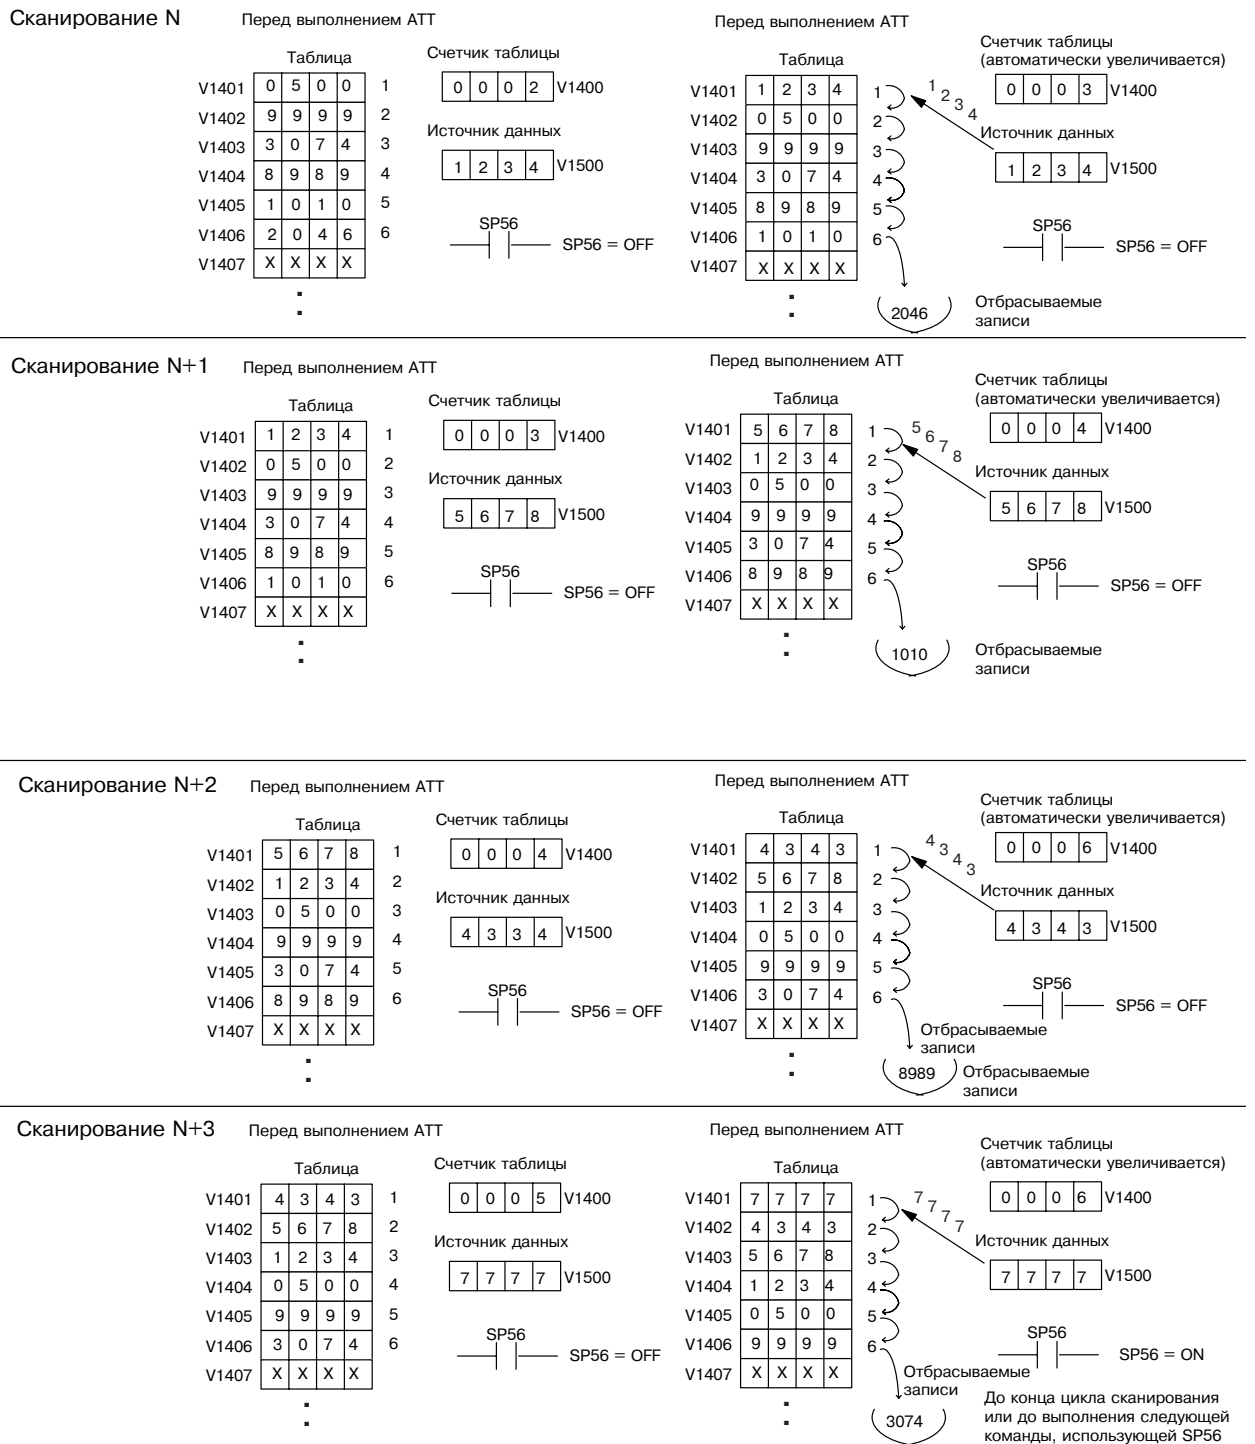 Сканирование N
Перед выполнением АТТ
Таблица
V1401 0 5 0 0 1
V1402 9 9 9 9 2
V1403 3 0 7 4 3
V1404 8 9 8 9 4
V1405 1 0 1 0 5
V1406 2 0 4 6 6
V1407 X X X X
Счетчик таблицы
0 0 0 2 V1400
Источник данных
1 2 3 4 V1500
SP56
SP56 = OFF
Перед выполнением АТТ
Таблица
V1401 1 2 3 4 1
V1402 0 5 0 0 2
V1403 9 9 9 9 3
V1404 3 0 7 4 4
V1405 8 9 8 9 5
V1406 1 0 1 0 6
V1407 X X X X
1 2 3 4
Счетчик таблицы
(автоматически увеличивается)
0 0 0 3 V1400
Источник данных
1 2 3 4 V1500
SP56
SP56 = OFF
2046
Отбрасываемые
записи
Сканирование N+1
Перед выполнением АТТ
Таблица
V1401 1 2 3 4 1
V1402 0 5 0 0 2
V1403 9 9 9 9 3
V1404 3 0 7 4 4
V1405 8 9 8 9 5
V1406 1 0 1 0 6
V1407 X X X X
Счетчик таблицы
0 0 0 3 V1400
Источник данных
5 6 7 8 V1500
SP56
SP56 = OFF
Перед выполнением АТТ
Таблица
V1401 5 6 7 8 1
V1402 1 2 3 4 2
V1403 0 5 0 0 3
V1404 9 9 9 9 4
V1405 3 0 7 4 5
V1406 8 9 8 9 6
V1407 X X X X
5 6 7 8
Счетчик таблицы
(автоматически увеличивается)
0 0 0 4 V1400
Источник данных
5 6 7 8 V1500
SP56
SP56 = OFF
1010
Отбрасываемые
записи
Сканирование N+2
Перед выполнением АТТ
Таблица
V1401 5 6 7 8 1
V1402 1 2 3 4 2
V1403 0 5 0 0 3
V1404 9 9 9 9 4
V1405 3 0 7 4 5
V1406 8 9 8 9 6
V1407 X X X X
Счетчик таблицы
0 0 0 4 V1400
Источник данных
4 3 3 4 V1500
SP56
SP56 = OFF
Перед выполнением АТТ
Таблица
V1401 4 3 4 3 1
V1402 5 6 7 8 2
V1403 1 2 3 4 3
V1404 0 5 0 0 4
V1405 9 9 9 9 5
V1406 3 0 7 4 6
V1407 X X X X
4 3 4 3
Счетчик таблицы
(автоматически увеличивается)
0 0 0 6 V1400
Источник данных
4 3 4 3 V1500
SP56
SP56 = OFF
Отбрасываемые
записи
8989
Отбрасываемые
записи
Сканирование N+3
Перед выполнением АТТ
Таблица
V1401 4 3 4 3 1
V1402 5 6 7 8 2
V1403 1 2 3 4 3
V1404 0 5 0 0 4
V1405 9 9 9 9 5
V1406 3 0 7 4 6
V1407 X X X X
Счетчик таблицы
0 0 0 5 V1400
Источник данных
7 7 7 7 V1500
SP56
SP56 = OFF
Перед выполнением АТТ
Таблица
V1401 7 7 7 7 1
V1402 4 3 4 3 2
V1403 5 6 7 8 3
V1404 1 2 3 4 4
V1405 0 5 0 0 5
V1406 9 9 9 9 6
V1407 X X X X
7 7 7 7
Счетчик таблицы
(автоматически увеличивается)
0 0 0 6 V1400
Источник данных
7 7 7 7 V1500
SP56
SP56 = ON
Отбрасываемые
записи
3074
До конца цикла сканирования
или до выполнения следующей
команды, использующей SP56